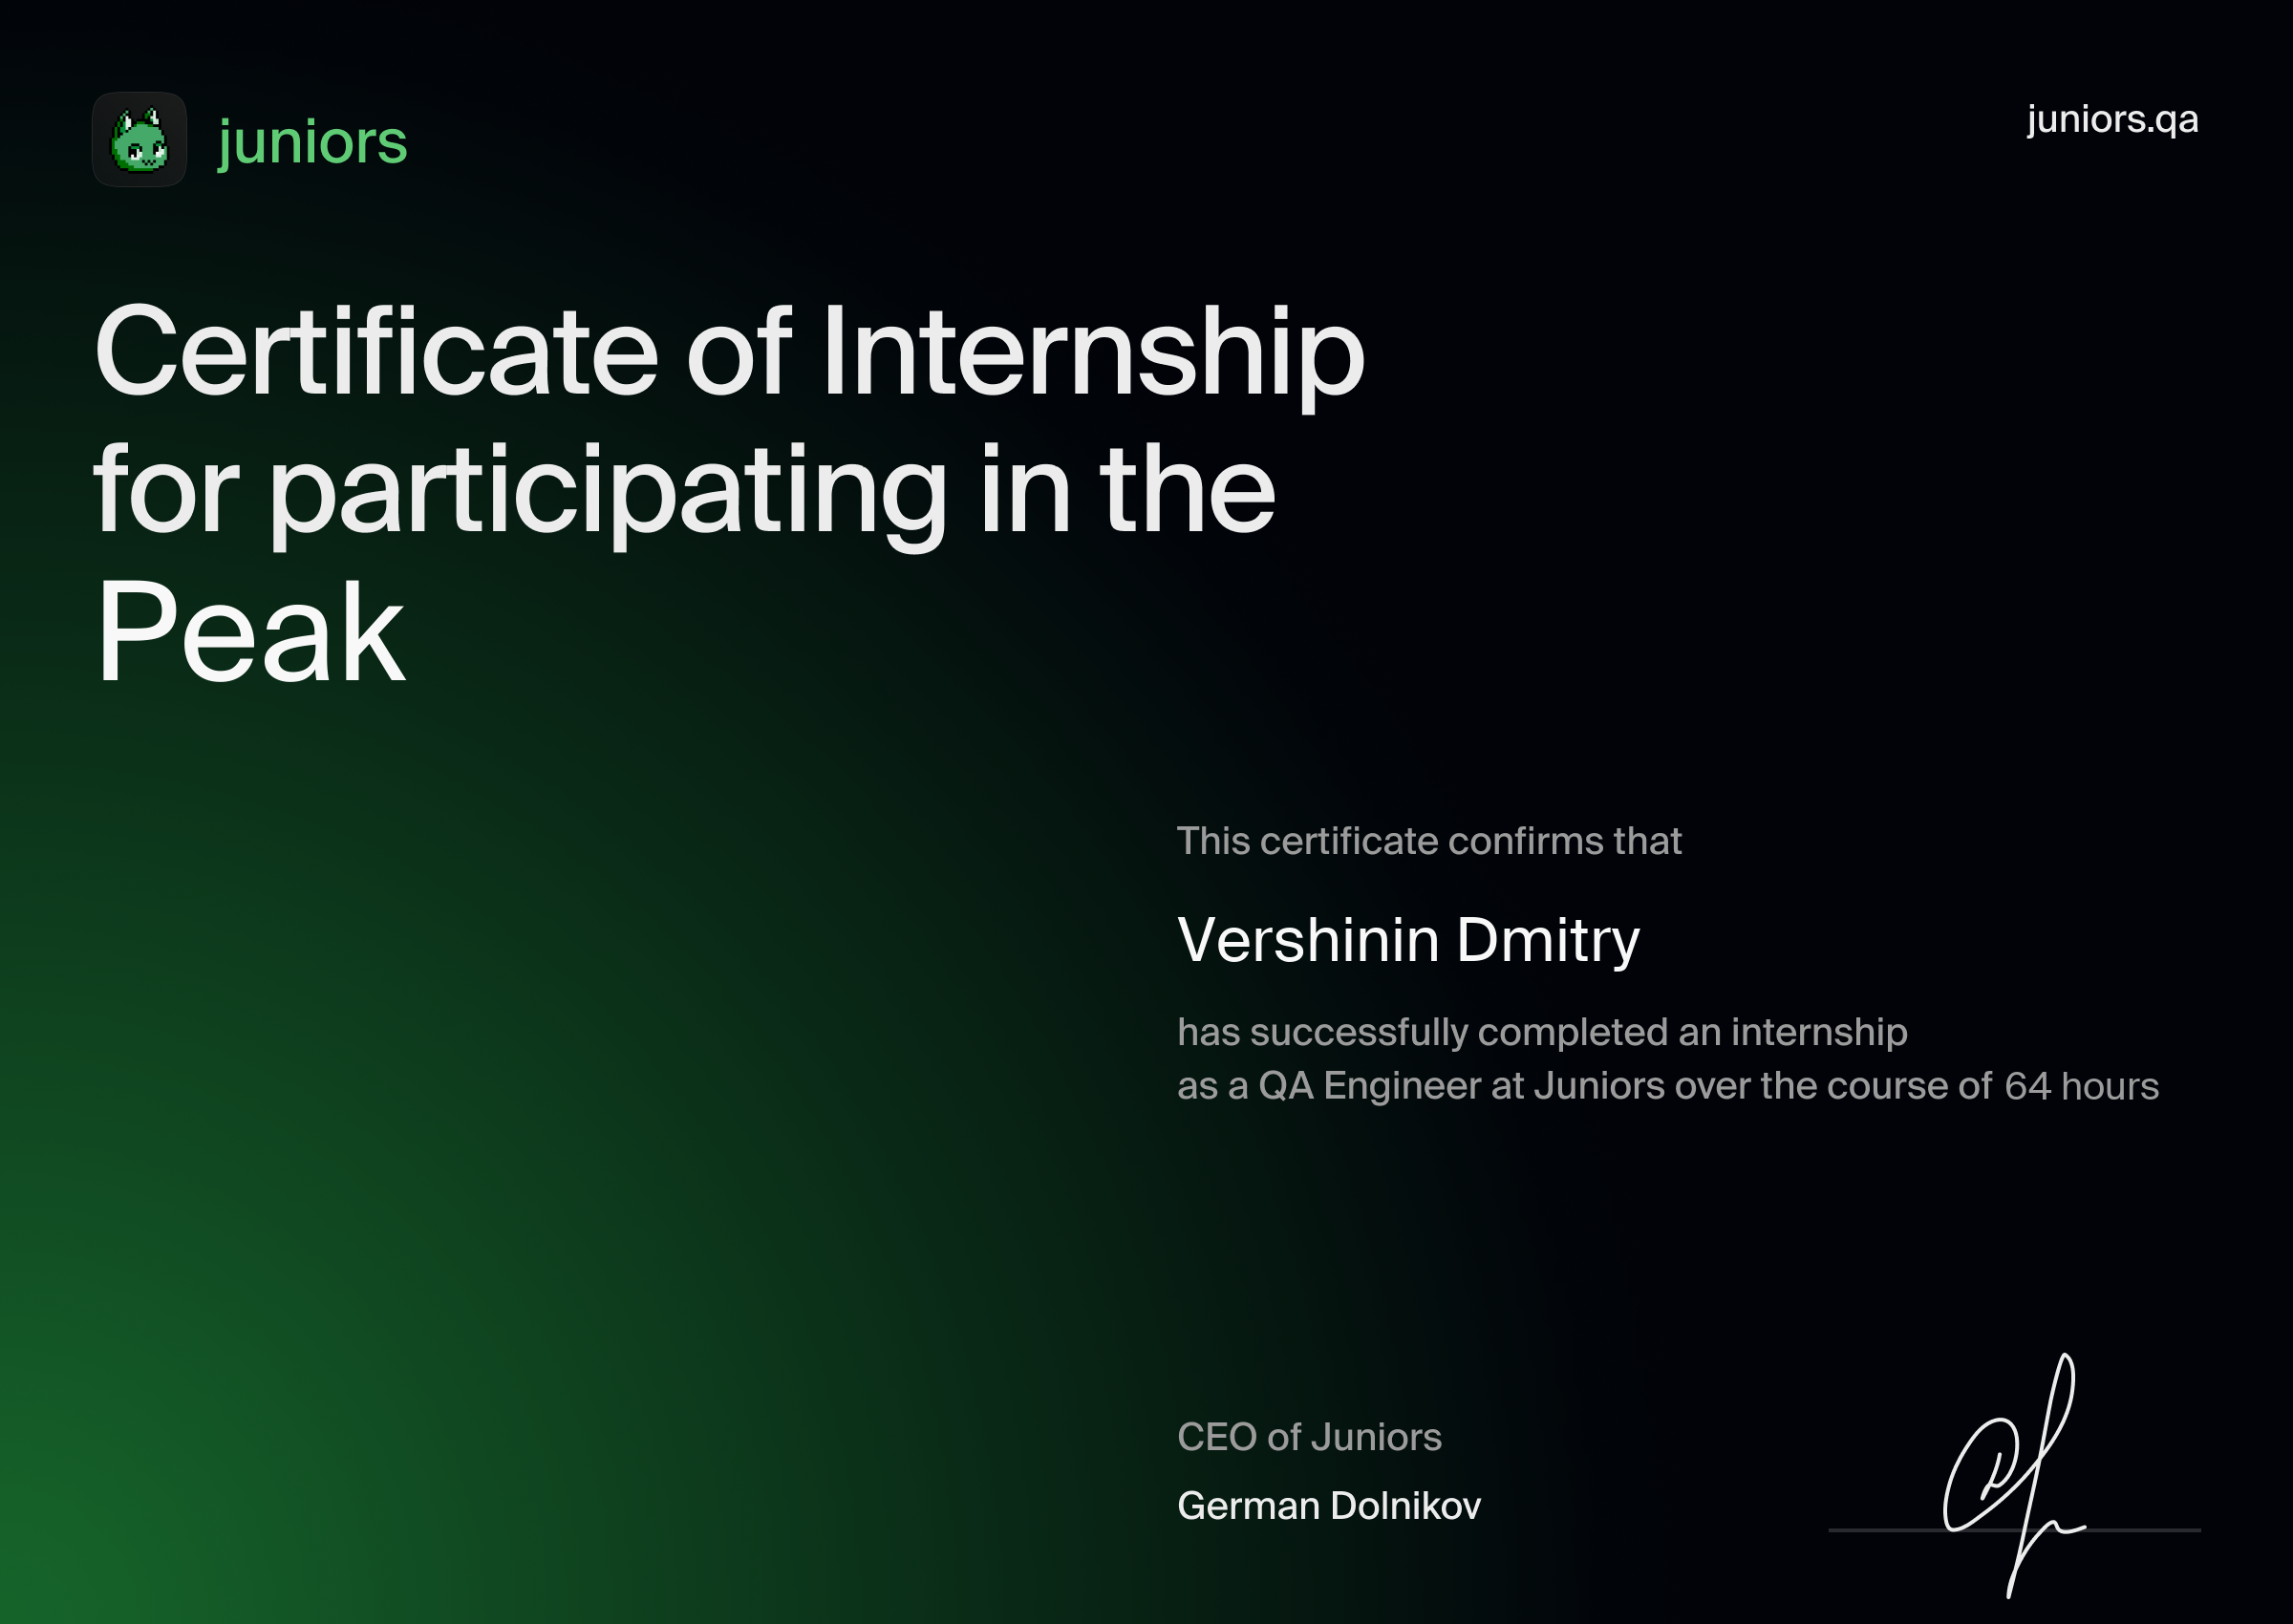 juniors
juniors.qa
Certificate of Internship
for participating in the
Peak
This certificate confirms that
Vershinin Dmitry
has successfully completed an internship
as a QA Engineer at Juniors over the course of 64 hours
CEO of Juniors
German Dolnikov